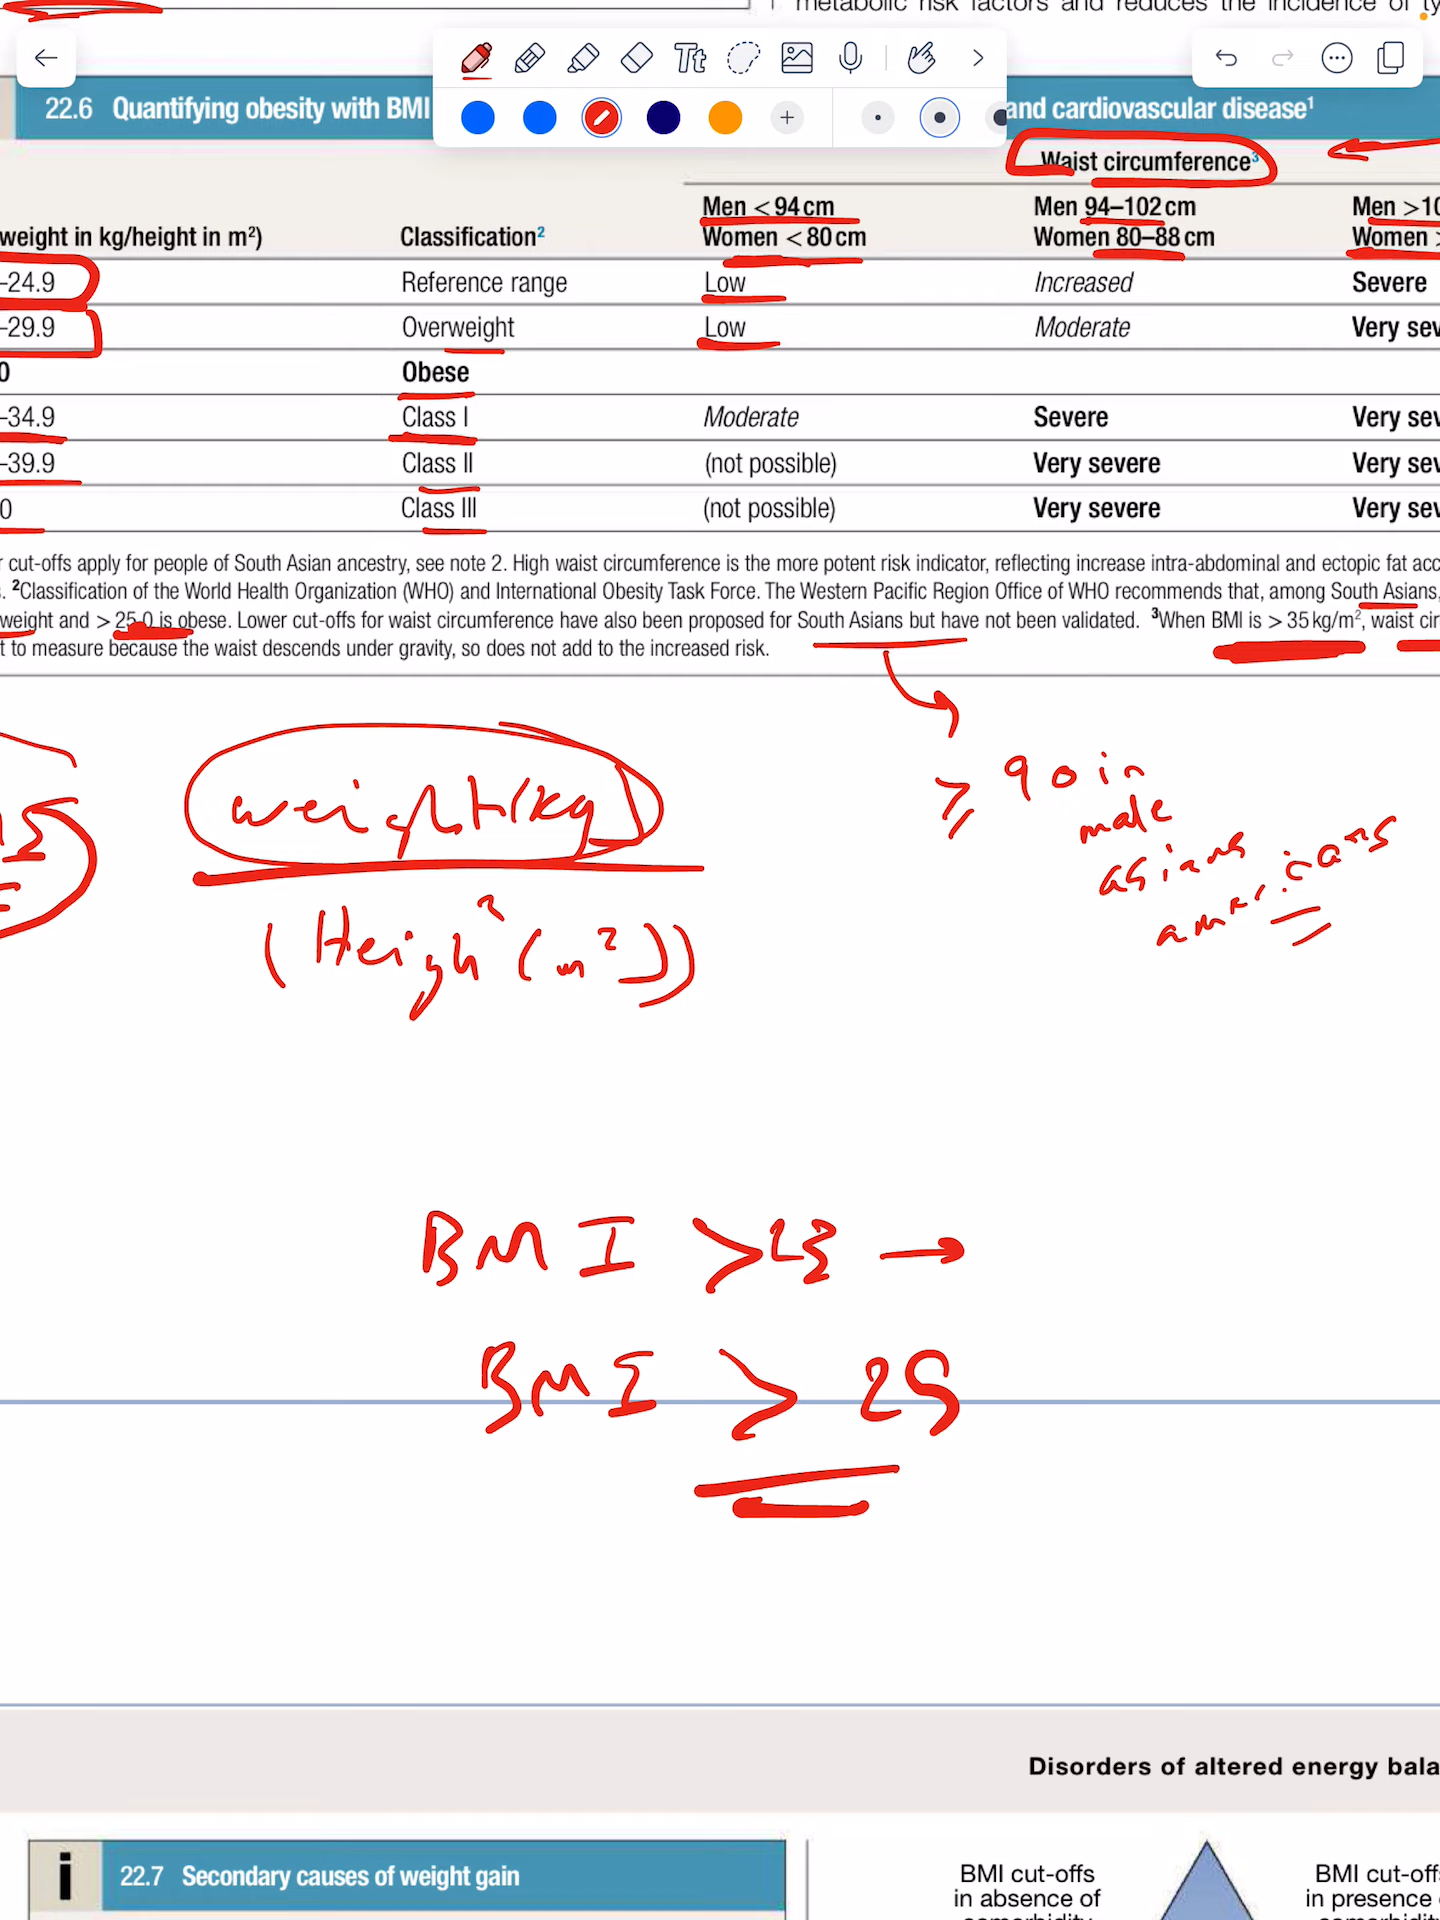 metabolic risk factors and reduces the incidence of ty
Tt
22.6 Quantifying obesity with BMI
and cardiovascular disease¹
Waist circumference³
Men < 94 cm Men 94–102 cm Men >10
weight in kg/height in m²) Classification² Women < 80 cm Women 80–88 cm Women >
–24.9 Reference range Low Increased Severe
–29.9 Overweight Low Moderate Very sev
0 Obese
–34.9 Class I Moderate Severe Very sev
–39.9 Class II (not possible) Very severe Very sev
0 Class III (not possible) Very severe Very sev
r cut-offs apply for people of South Asian ancestry, see note 2. High waist circumference is the more potent risk indicator, reflecting increase intra-abdominal and ectopic fat acc
s. ²Classification of the World Health Organization (WHO) and International Obesity Task Force. The Western Pacific Region Office of WHO recommends that, among South Asians,
weight and > 25.0 is obese. Lower cut-offs for waist circumference have also been proposed for South Asians but have not been validated. ³When BMI is > 35 kg/m², waist cir
t to measure because the waist descends under gravity, so does not add to the increased risk.
weight(kg)
(Heigh² (m²))
≥ 90 in
male
asians
americans
BMI >23 →
BMI > 25
Disorders of altered energy bala
i 22.7 Secondary causes of weight gain
BMI cut-offs
in absence of
comorbidity
BMI cut-off
in presence
comorbidity